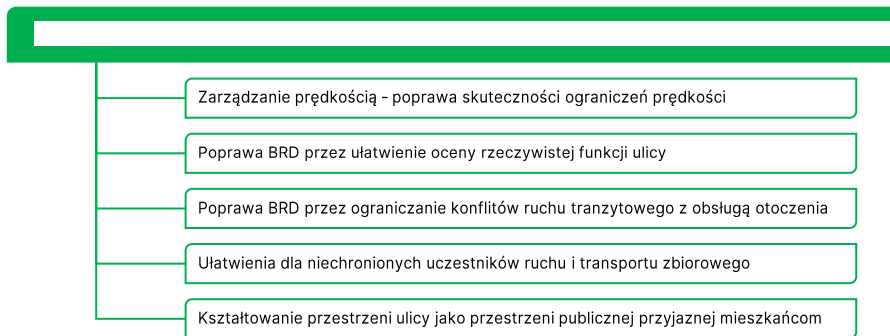 Zarządzanie prędkością - poprawa skuteczności ograniczeń prędkości
Poprawa BRD przez ułatwienie oceny rzeczywistej funkcji ulicy
Poprawa BRD przez ograniczanie konfliktów ruchu tranzytowego z obsługą otoczenia
Ułatwienia dla niechronionych uczestników ruchu i transportu zbiorowego
Kształtowanie przestrzeni ulicy jako przestrzeni publicznej przyjaznej mieszkańcom